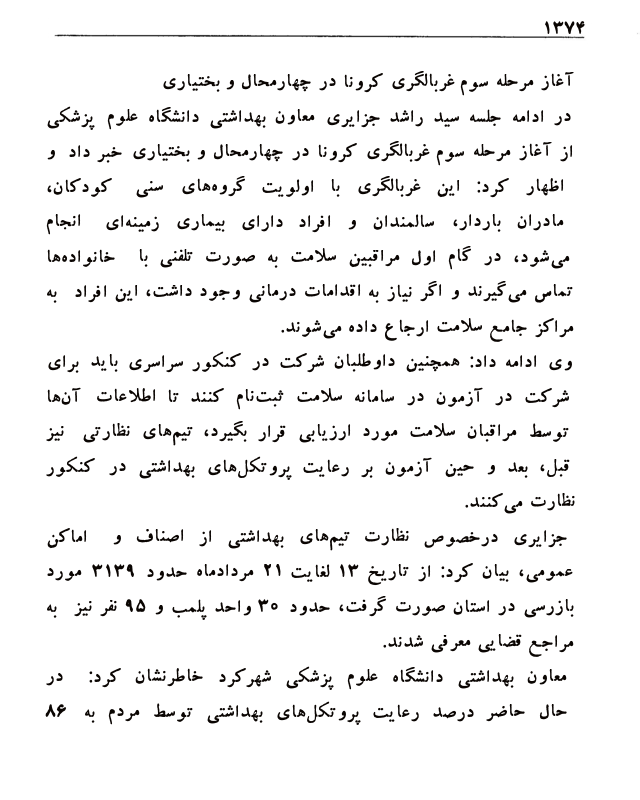 ۱۳۷۴
آغاز مرحله سوم غربالگری کرونا در چهارمحال و بختیاری
در ادامه جلسه سید راشد جزایری معاون بهداشتی دانشگاه علوم پزشکی
از آغاز مرحله سوم غربالگری کرونا در چهارمحال و بختیاری خبر داد و
اظهار کرد: این غربالگری با اولویت گروه‌های سنی کودکان،
مادران باردار، سالمندان و افراد دارای بیماری زمینه‌ای انجام
می‌شود، در گام اول مراقبین سلامت به صورت تلفنی با خانواده‌ها
تماس می‌گیرند و اگر نیاز به اقدامات درمانی وجود داشت، این افراد به
مراکز جامع سلامت ارجاع داده می‌شوند.
وی ادامه داد: همچنین داوطلبان شرکت در کنکور سراسری باید برای
شرکت در آزمون در سامانه سلامت ثبت‌نام کنند تا اطلاعات آن‌ها
توسط مراقبان سلامت مورد ارزیابی قرار بگیرد، تیم‌های نظارتی نیز
قبل، بعد و حین آزمون بر رعایت پروتکل‌های بهداشتی در کنکور
نظارت می‌کنند.
جزایری درخصوص نظارت تیم‌های بهداشتی از اصناف و اماکن
عمومی، بیان کرد: از تاریخ ۱۳ لغایت ۲۱ مردادماه حدود ۳۱۳۹ مورد
بازرسی در استان صورت گرفت، حدود ۳۰ واحد پلمب و ۹۵ نفر نیز به
مراجع قضایی معرفی شدند.
معاون بهداشتی دانشگاه علوم پزشکی شهرکرد خاطرنشان کرد: در
حال حاضر درصد رعایت پروتکل‌های بهداشتی توسط مردم به ۸۶